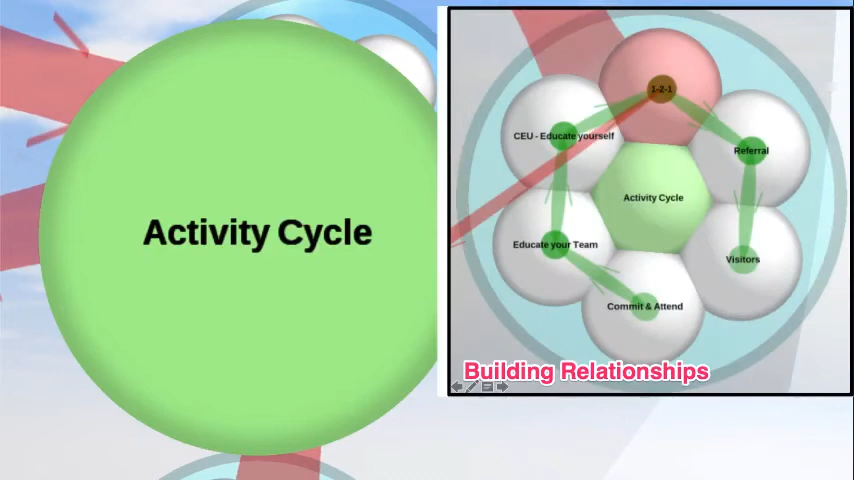 Activity Cycle
1-2-1
CEU - Educate yourself
Referral
Activity Cycle
Educate your Team
Visitors
Commit & Attend
Building Relationships